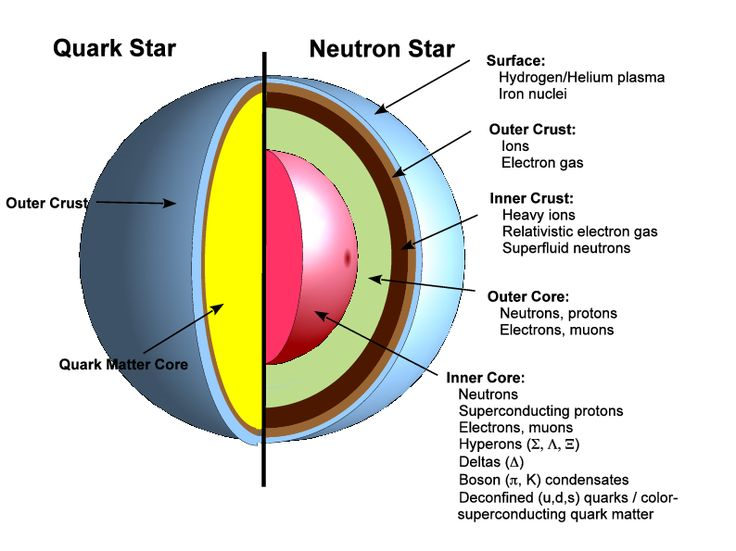 Quark Star
Neutron Star
Surface:
Hydrogen/Helium plasma
Iron nuclei
Outer Crust:
Ions
Electron gas
Outer Crust
Inner Crust:
Heavy ions
Relativistic electron gas
Superfluid neutrons
Outer Core:
Neutrons, protons
Electrons, muons
Quark Matter Core
Inner Core:
Neutrons
Superconducting protons
Electrons, muons
Hyperons (Σ, Λ, Ξ)
Deltas (Δ)
Boson (π, K) condensates
Deconfined (u,d,s) quarks / color-
superconducting quark matter